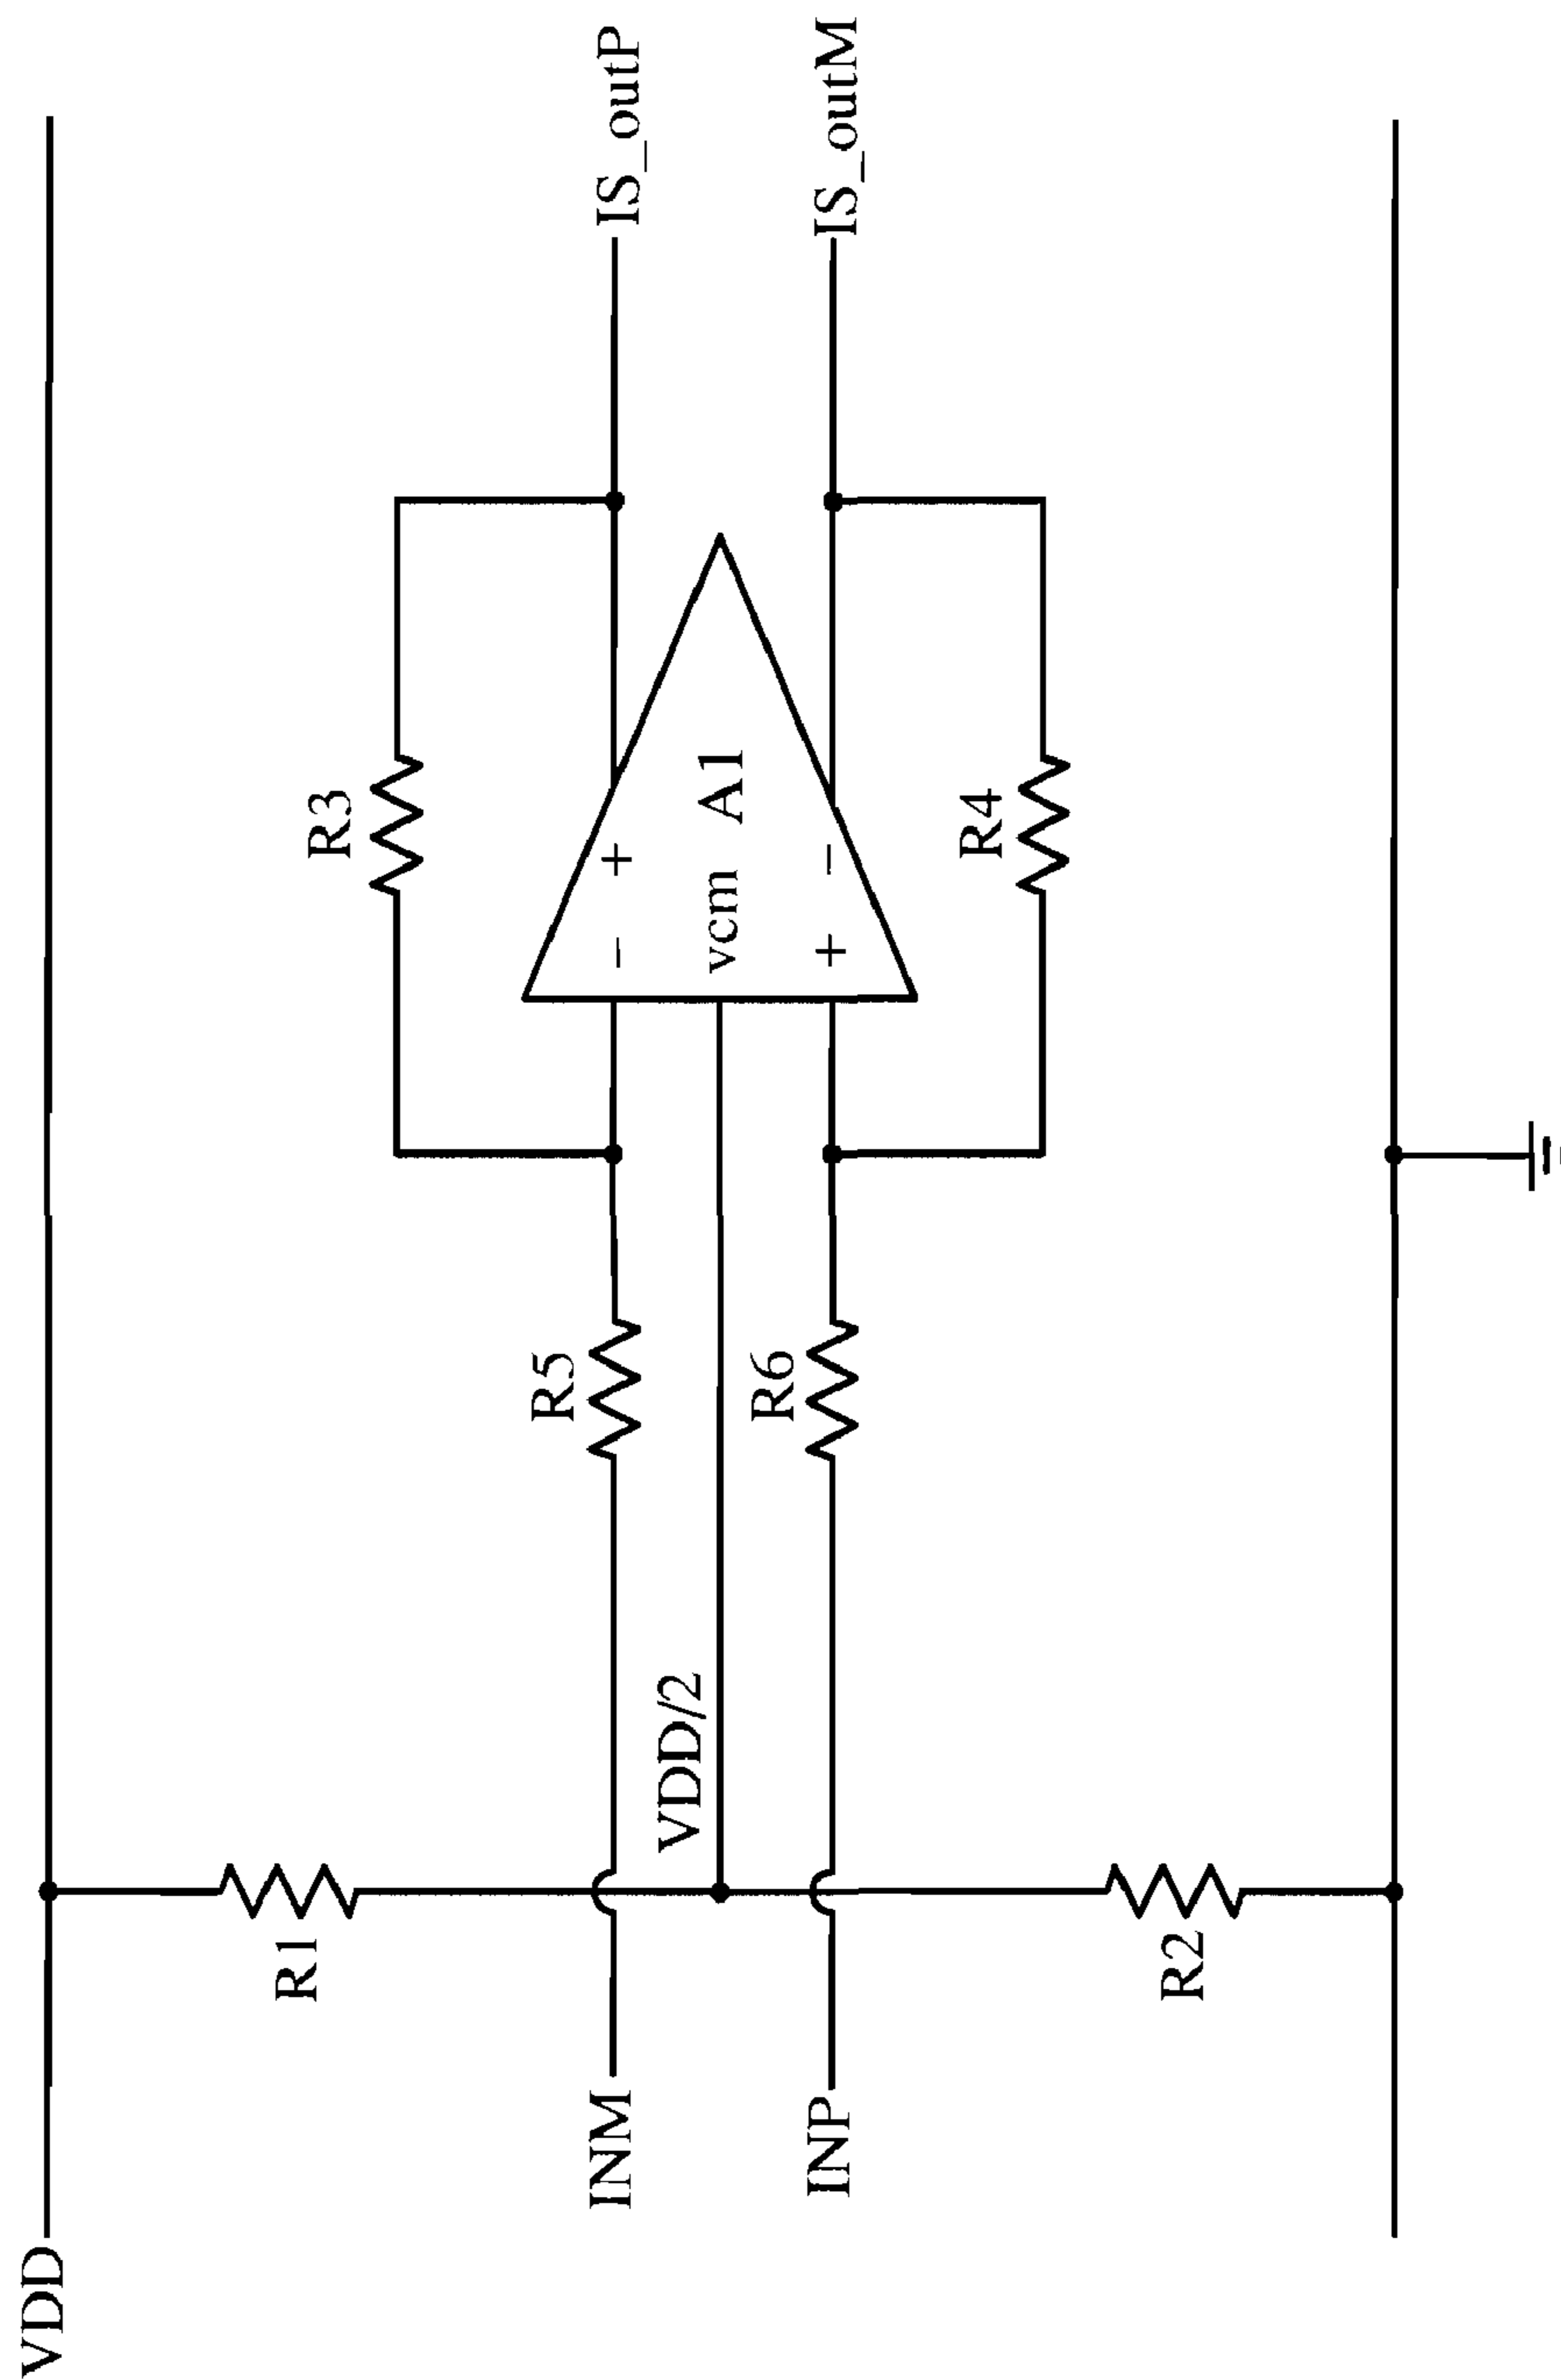 VDD
R1
R3
INM
R5
-
+
IS_outP
VDD/2
vcm
A1
INP
R6
+
-
IS_outM
R4
R2